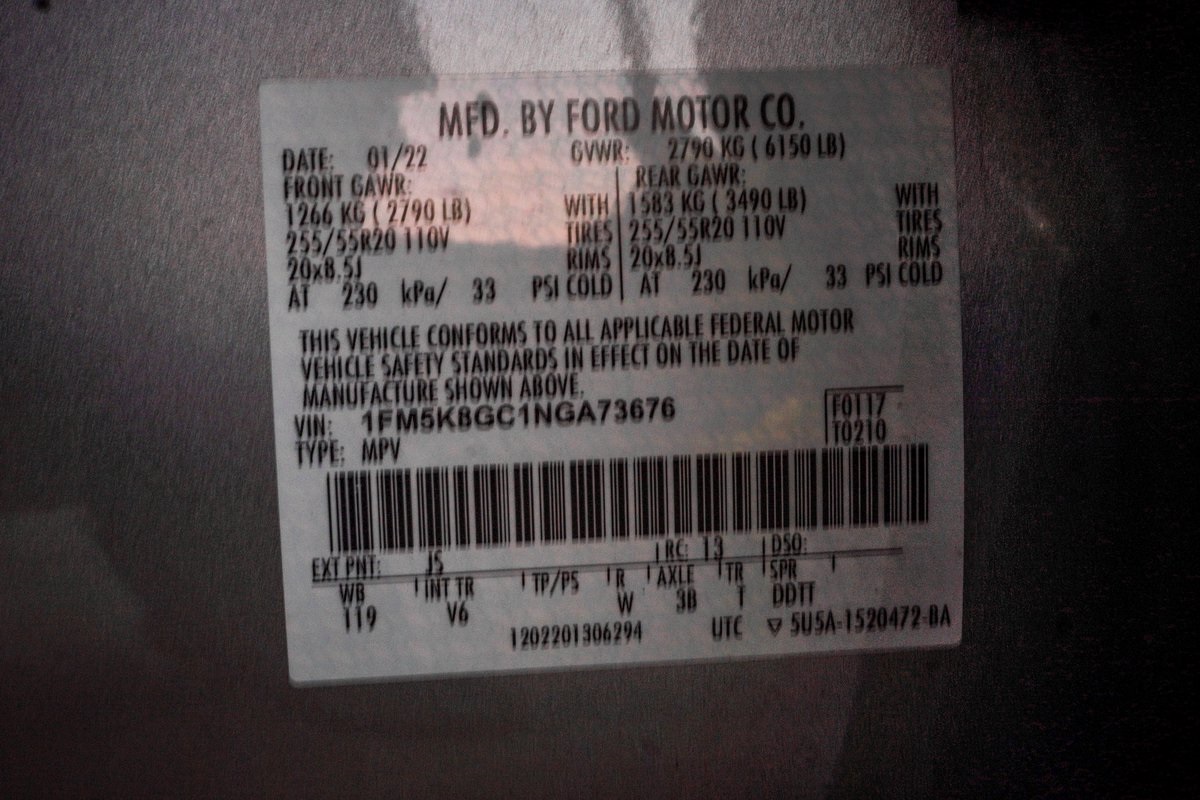 MFD. BY FORD MOTOR CO.
DATE: 01/22 GVWR: 2790 KG ( 6150 LB)
FRONT GAWR: REAR GAWR:
1266 KG ( 2790 LB) WITH 1583 KG ( 3490 LB) WITH
255/55R20 110V TIRES 255/55R20 110V TIRES
20x8.5J RIMS 20x8.5J RIMS
AT 230 kPa/ 33 PSI COLD AT 230 kPa/ 33 PSI COLD
THIS VEHICLE CONFORMS TO ALL APPLICABLE FEDERAL MOTOR
VEHICLE SAFETY STANDARDS IN EFFECT ON THE DATE OF
MANUFACTURE SHOWN ABOVE.
VIN: 1FM5K8GC1NGA73676 F0117
TYPE: MPV T0210
EXT PNT: JS RC: 13 DSO:
WB INT TR TP/PS R AXLE TR SPR
119 V6 W 3B T DDTT
1202201306294 UTC ▽ 5U5A-1520472-BA